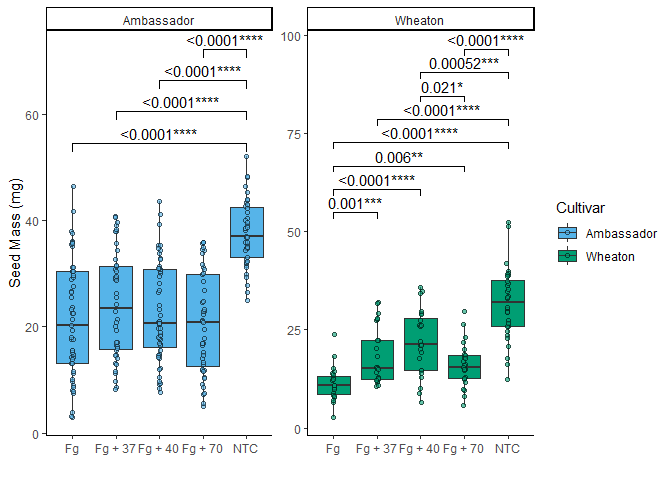 Ambassador
Wheaton
<0.0001****
<0.0001****
<0.0001****
<0.0001****
<0.0001****
0.00052***
0.021*
<0.0001****
<0.0001****
0.006**
<0.0001****
0.001***
Seed Mass (mg)
60
40
20
0
100
75
50
25
0
Fg
Fg + 37
Fg + 40
Fg + 70
NTC
Fg
Fg + 37
Fg + 40
Fg + 70
NTC
Cultivar
Ambassador
Wheaton